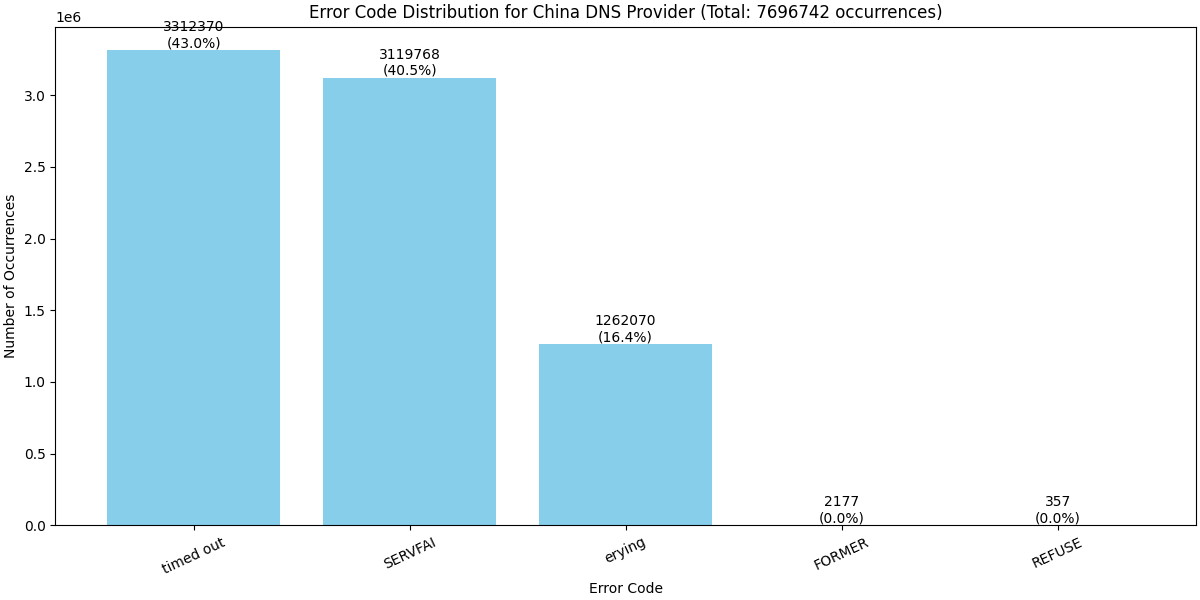 Error Code Distribution for China DNS Provider (Total: 7696742 occurrences)
1e6
3312370
(43.0%)
3119768
(40.5%)
1262070
(16.4%)
2177
(0.0%)
357
(0.0%)
3.0
2.5
2.0
1.5
1.0
0.5
0.0
Number of Occurrences
timed out
SERVFAI
erying
FORMER
REFUSE
Error Code